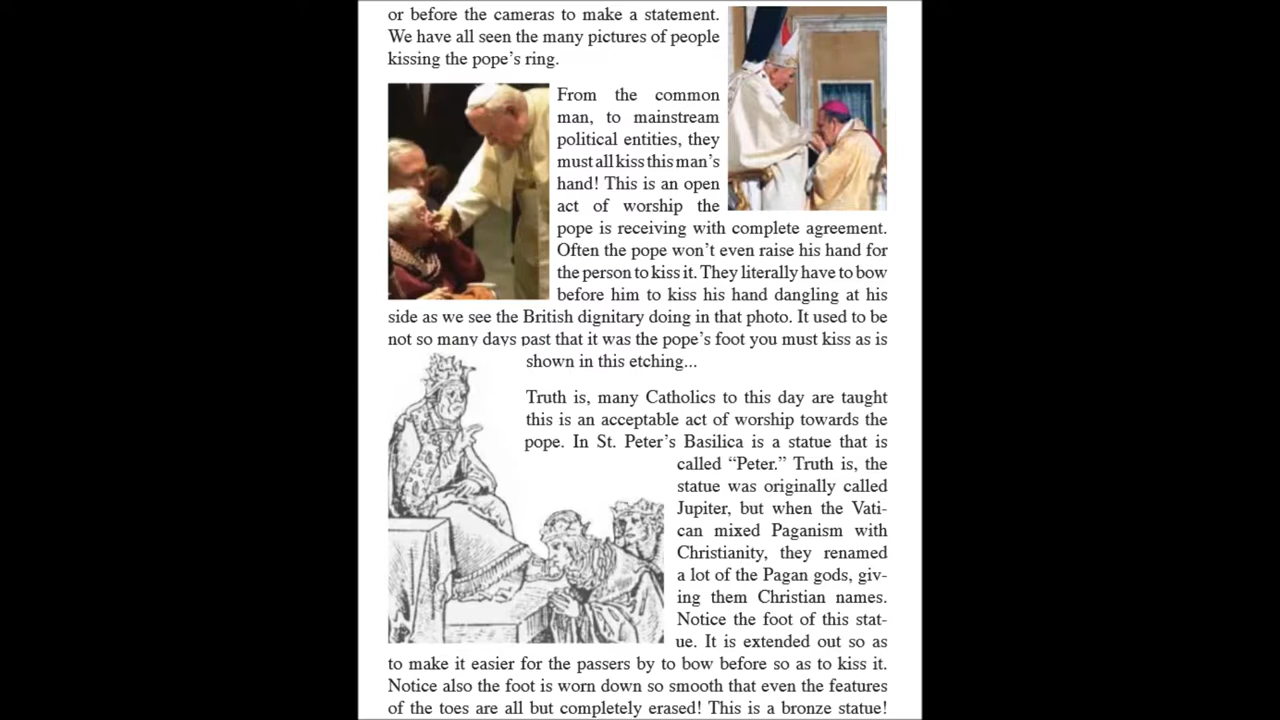 or before the cameras to make a statement.
We have all seen the many pictures of people
kissing the pope's ring.
From the common
man, to mainstream
political entities, they
must all kiss this man's
hand! This is an open
act of worship the
pope is receiving with complete agreement.
Often the pope won't even raise his hand for
the person to kiss it. They literally have to bow
before him to kiss his hand dangling at his
side as we see the British dignitary doing in that photo. It used to be
not so many days past that it was the pope's foot you must kiss as is
shown in this etching...
Truth is, many Catholics to this day are taught
this is an acceptable act of worship towards the
pope. In St. Peter's Basilica is a statue that is
called “Peter.” Truth is, the
statue was originally called
Jupiter, but when the Vati-
can mixed Paganism with
Christianity, they renamed
a lot of the Pagan gods, giv-
ing them Christian names.
Notice the foot of this stat-
ue. It is extended out so as
to make it easier for the passers by to bow before so as to kiss it.
Notice also the foot is worn down so smooth that even the features
of the toes are all but completely erased! This is a bronze statue!